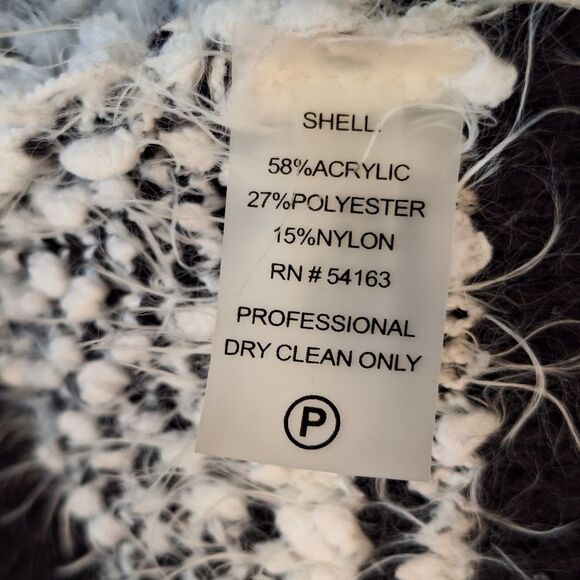 SHELL:
58%ACRYLIC
27%POLYESTER
15%NYLON
RN # 54163
PROFESSIONAL
DRY CLEAN ONLY
P